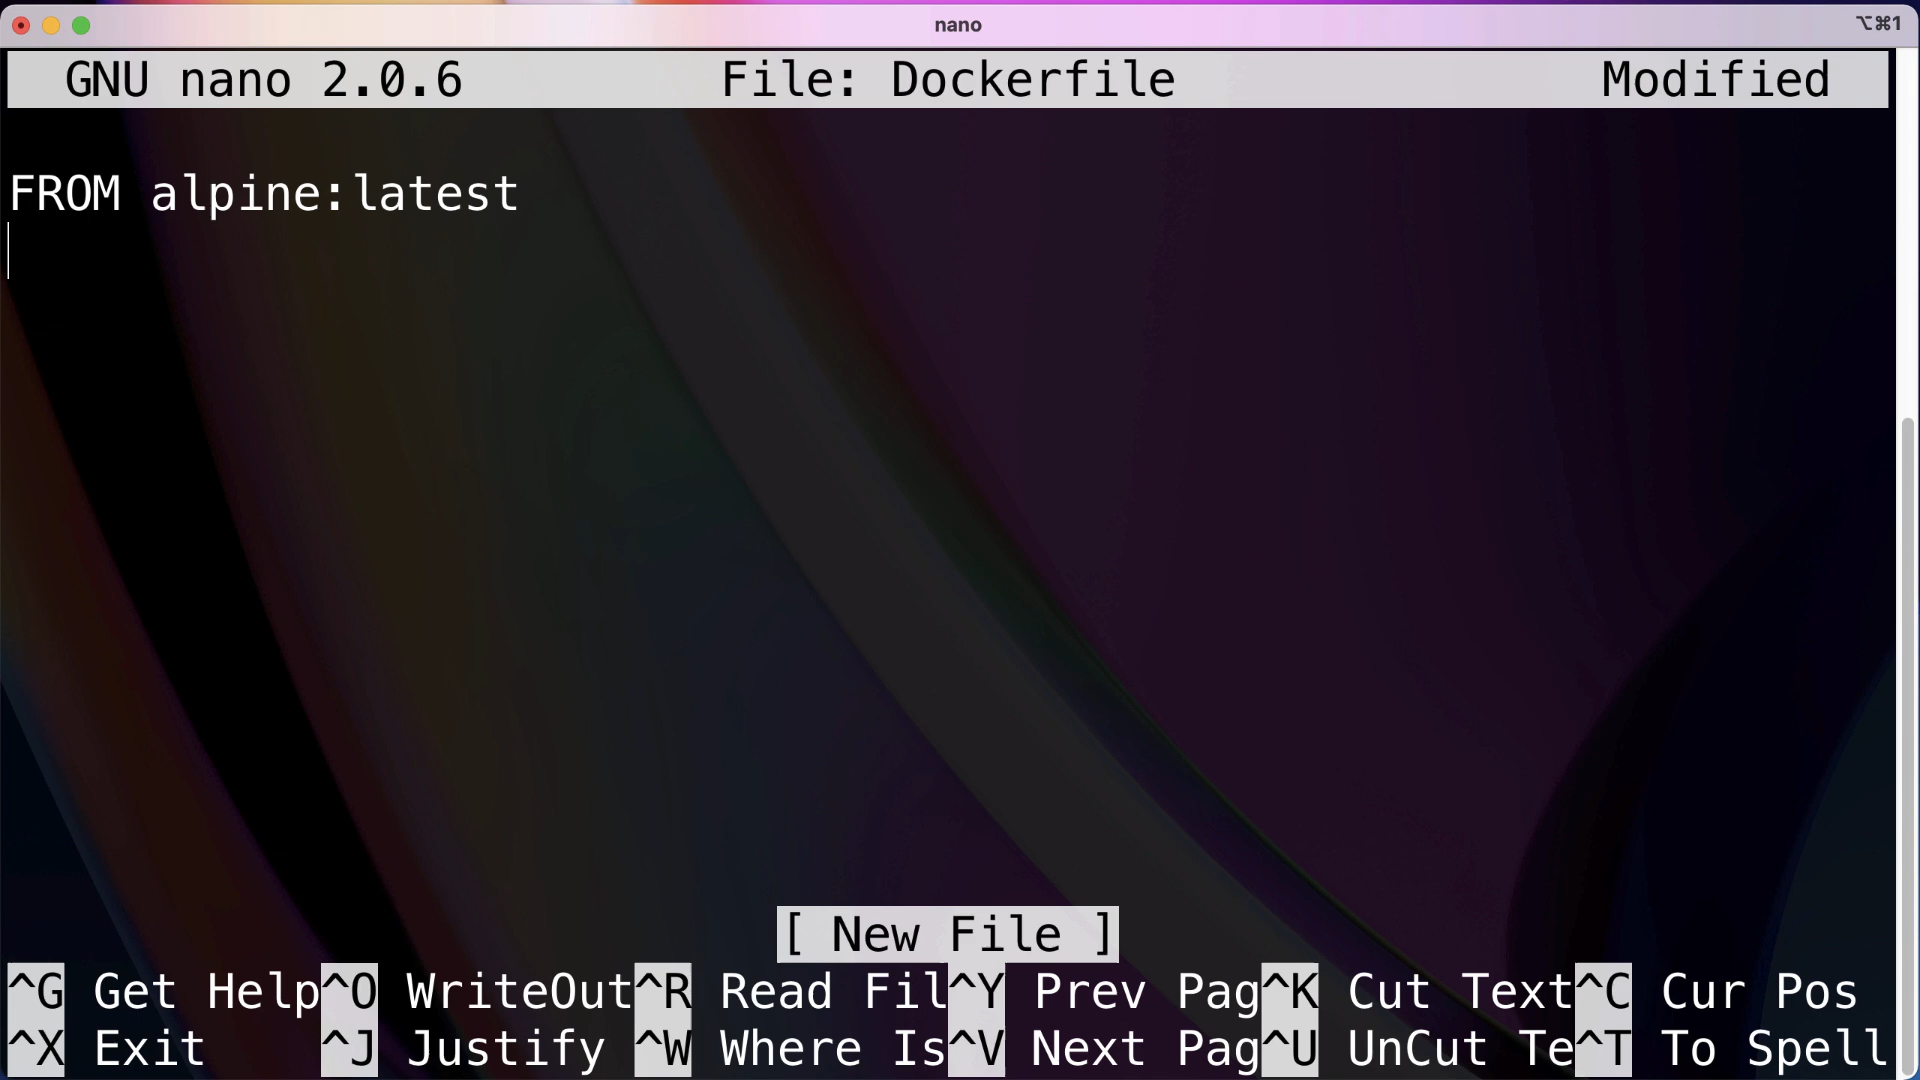 nano
⌥⌘1
GNU nano 2.0.6 File: Dockerfile Modified
FROM alpine:latest
[ New File ]
^G Get Help^O WriteOut^R Read Fil^Y Prev Pag^K Cut Text^C Cur Pos
^X Exit ^J Justify ^W Where Is^V Next Pag^U UnCut Te^T To Spell